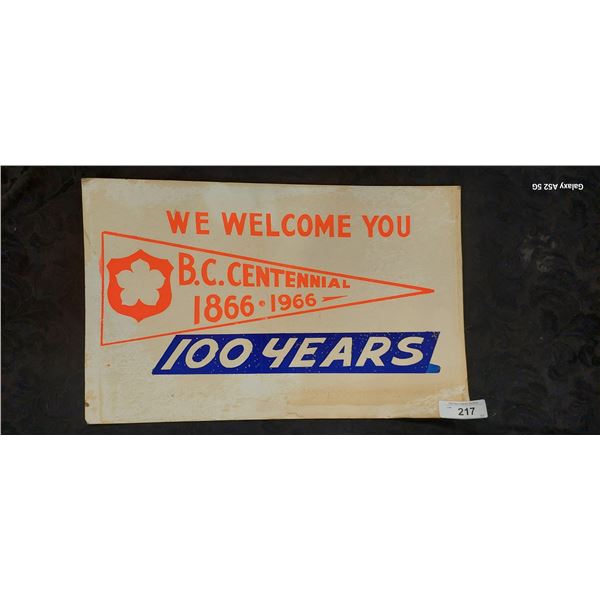 WE WELCOME YOU
B.C. CENTENNIAL
1866 • 1966
100 YEARS
217
Galaxy A52 5G